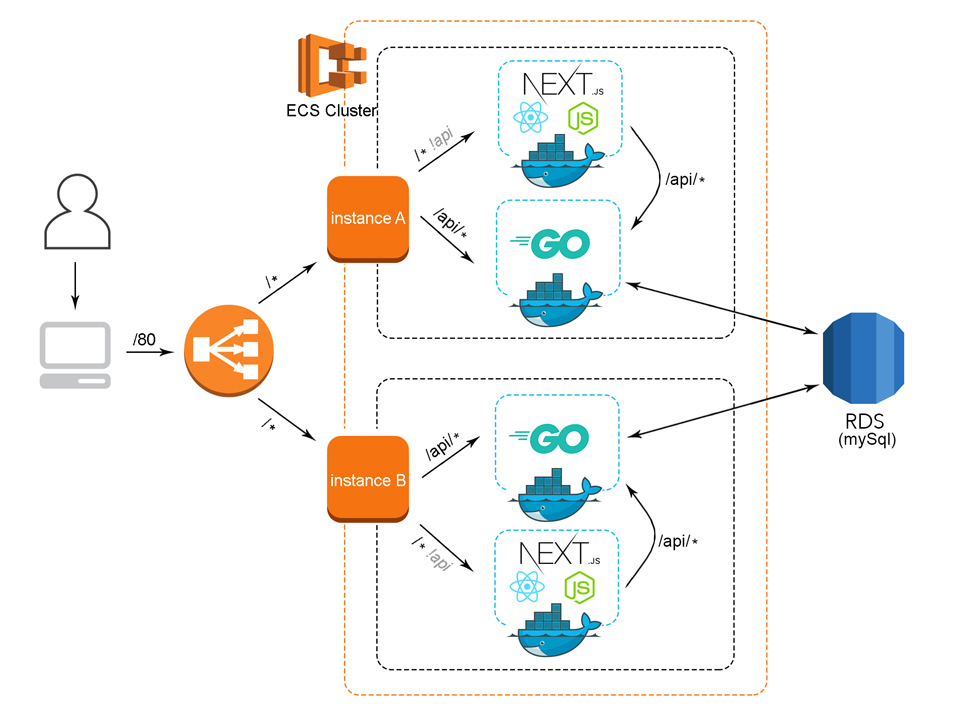 ECS Cluster
NEXT.JS
JS
/* !api
/api/*
/api/*
instance A
GO
/*
/80
/*
RDS
(mySql)
GO
/api/*
instance B
/* !api
NEXT.JS
JS
/api/*